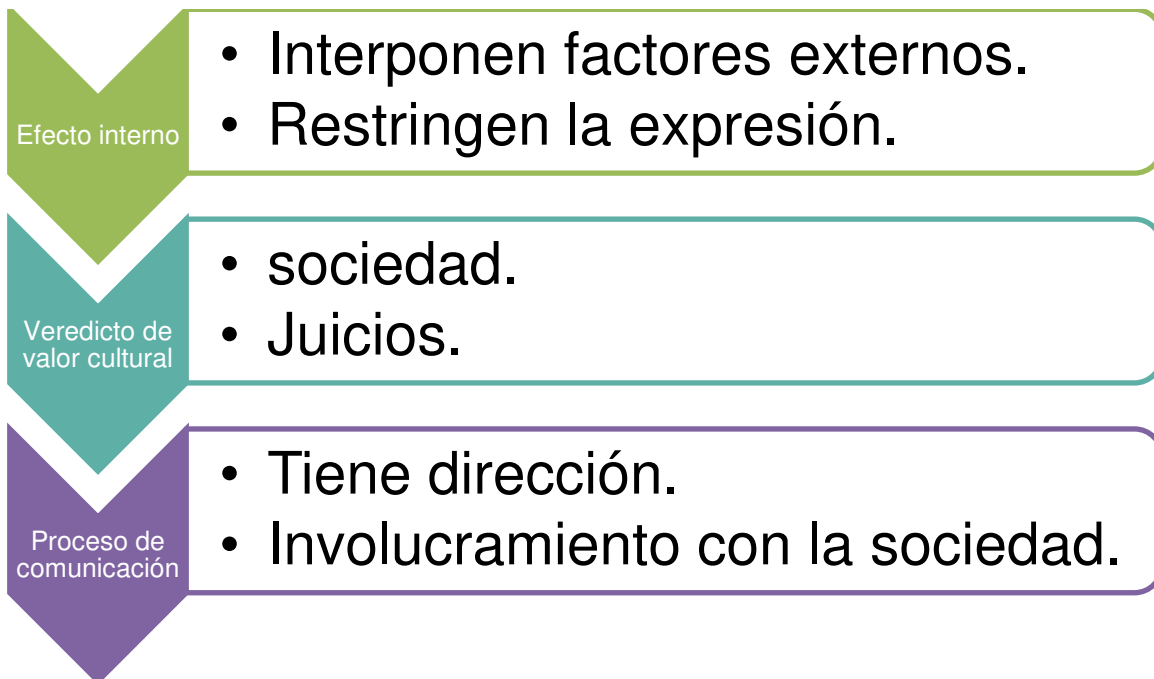 Efecto interno
• Interponen factores externos.
• Restringen la expresión.
Veredicto de
valor cultural
• sociedad.
• Juicios.
Proceso de
comunicación
• Tiene dirección.
• Involucramiento con la sociedad.